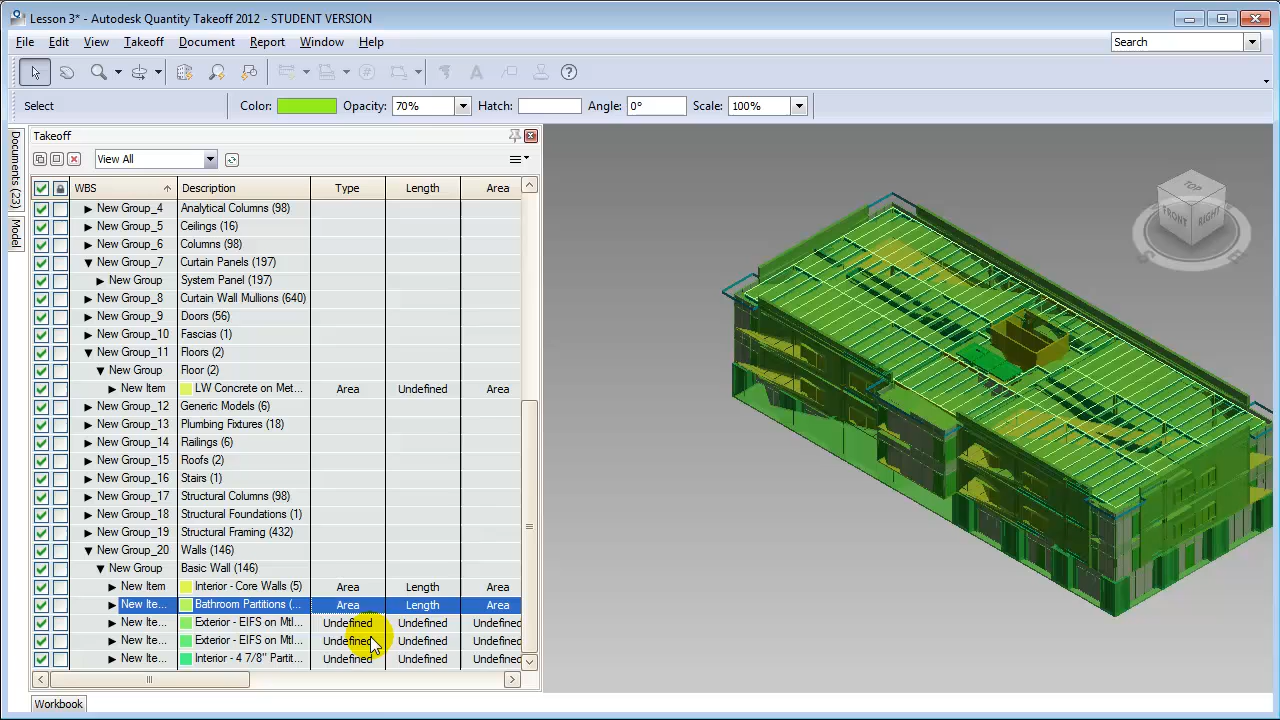 Lesson 3* - Autodesk Quantity Takeoff 2012 - STUDENT VERSION
File Edit View Takeoff Document Report Window Help Search
Select Color: Opacity: 70% Hatch: Angle: 0° Scale: 100%
Documents (23)
Model
Takeoff
View All
WBS Description Type Length Area
New Group_4 Analytical Columns (98)
New Group_5 Ceilings (16)
New Group_6 Columns (98)
New Group_7 Curtain Panels (197)
New Group System Panel (197)
New Group_8 Curtain Wall Mullions (640)
New Group_9 Doors (56)
New Group_10 Fascias (1)
New Group_11 Floors (2)
New Group Floor (2)
New Item LW Concrete on Met... Area Undefined Area
New Group_12 Generic Models (6)
New Group_13 Plumbing Fixtures (18)
New Group_14 Railings (6)
New Group_15 Roofs (2)
New Group_16 Stairs (1)
New Group_17 Structural Columns (98)
New Group_18 Structural Foundations (1)
New Group_19 Structural Framing (432)
New Group_20 Walls (146)
New Group Basic Wall (146)
New Item Interior - Core Walls (5) Area Length Area
New Ite... Bathroom Partitions (... Area Length Area
New Ite... Exterior - EIFS on Mtl... Undefined Undefined Undefined
New Ite... Exterior - EIFS on Mtl... Undefined Undefined Undefined
New Ite... Interior - 4 7/8" Partit... Undefined Undefined Undefined
Workbook
TOP
FRONT RIGHT